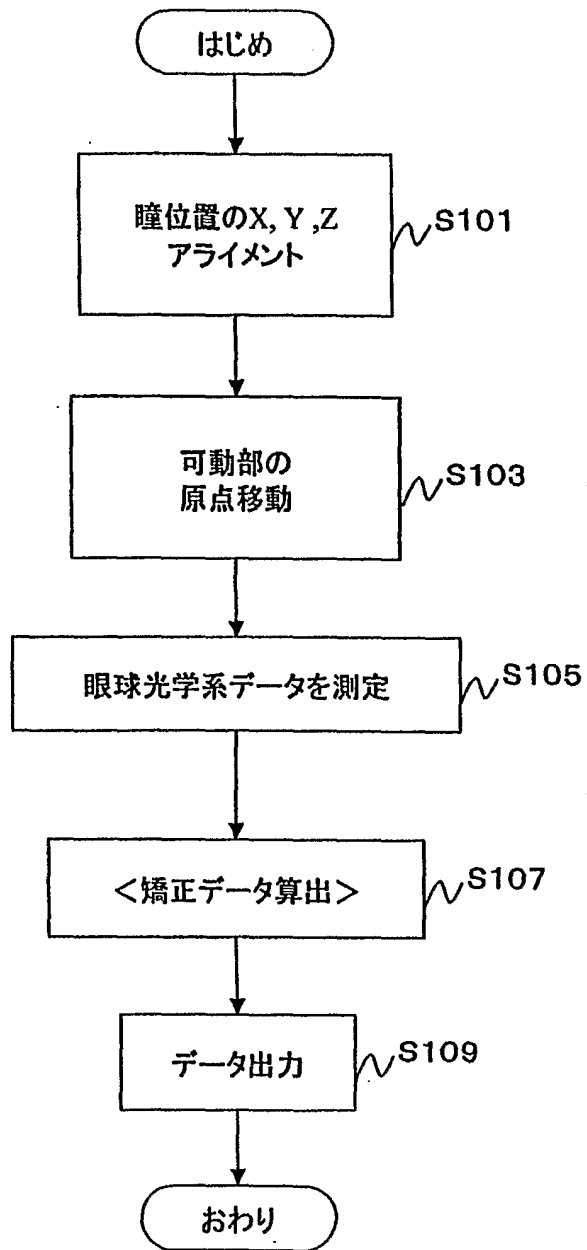 はじめ
瞳位置のX, Y ,Z
アライメント
S101
可動部の
原点移動
S103
眼球光学系データを測定
S105
<矯正データ算出>
S107
データ出力
S109
おわり